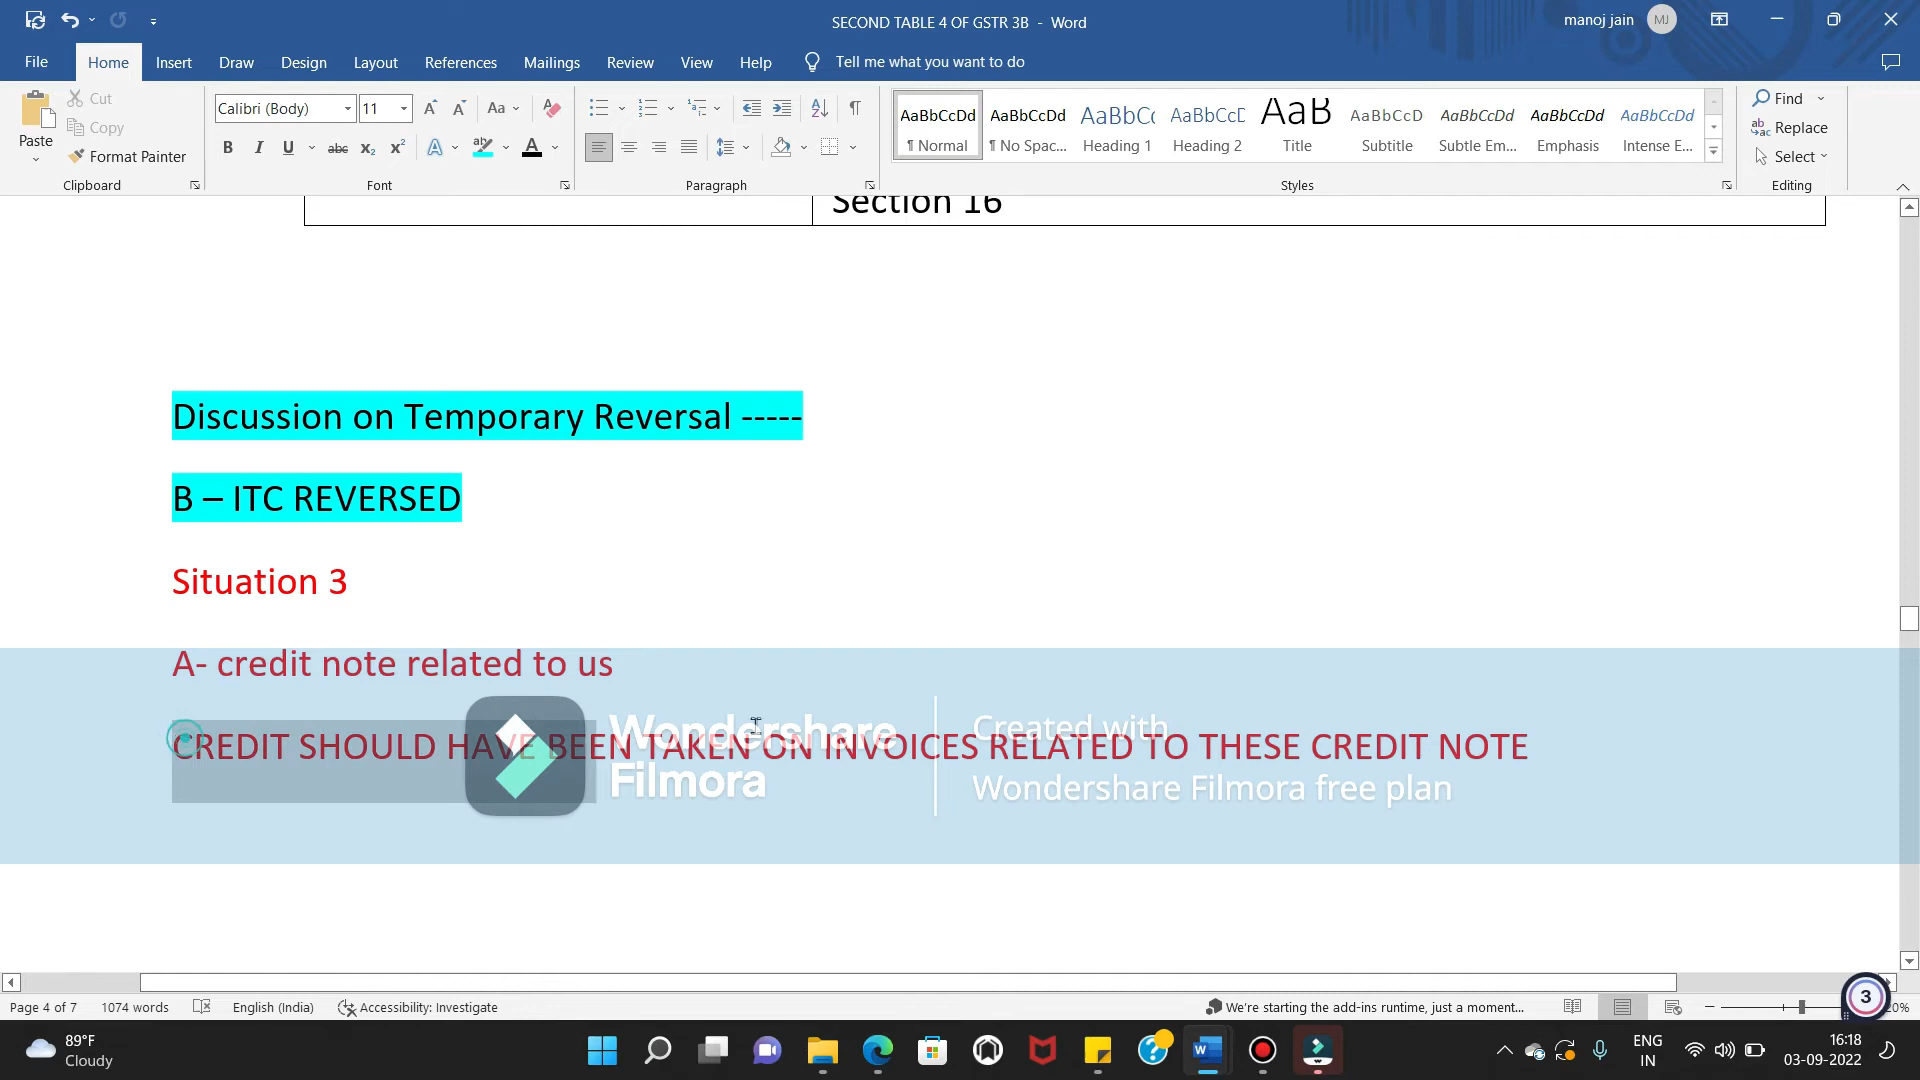 SECOND TABLE 4 OF GSTR 3B - Word
manoj jain
MJ
File Home Insert Draw Design Layout References Mailings Review View Help Tell me what you want to do
Paste
Cut
Copy
Format Painter
Calibri (Body) 11
AaBbCcDd
¶ Normal
AaBbCcDd
¶ No Spac...
AaBbCc
Heading 1
AaBbCcC
Heading 2
AaB
Title
AaBbCcD
Subtitle
AaBbCcDd
Subtle Em...
AaBbCcDd
Emphasis
AaBbCcDd
Intense E...
Find
Replace
Select
Clipboard Font Paragraph Styles Editing
Section 16
Discussion on Temporary Reversal -----
B – ITC REVERSED
Situation 3
A- credit note related to us
CREDIT SHOULD HAVE BEEN TAKEN ON INVOICES RELATED TO THESE CREDIT NOTE
Wondershare
Filmora
Created with
Wondershare Filmora free plan
Page 4 of 7 1074 words English (India) Accessibility: Investigate We're starting the add-ins runtime, just a moment...
3
89°F
Cloudy
ENG
IN
16:18
03-09-2022